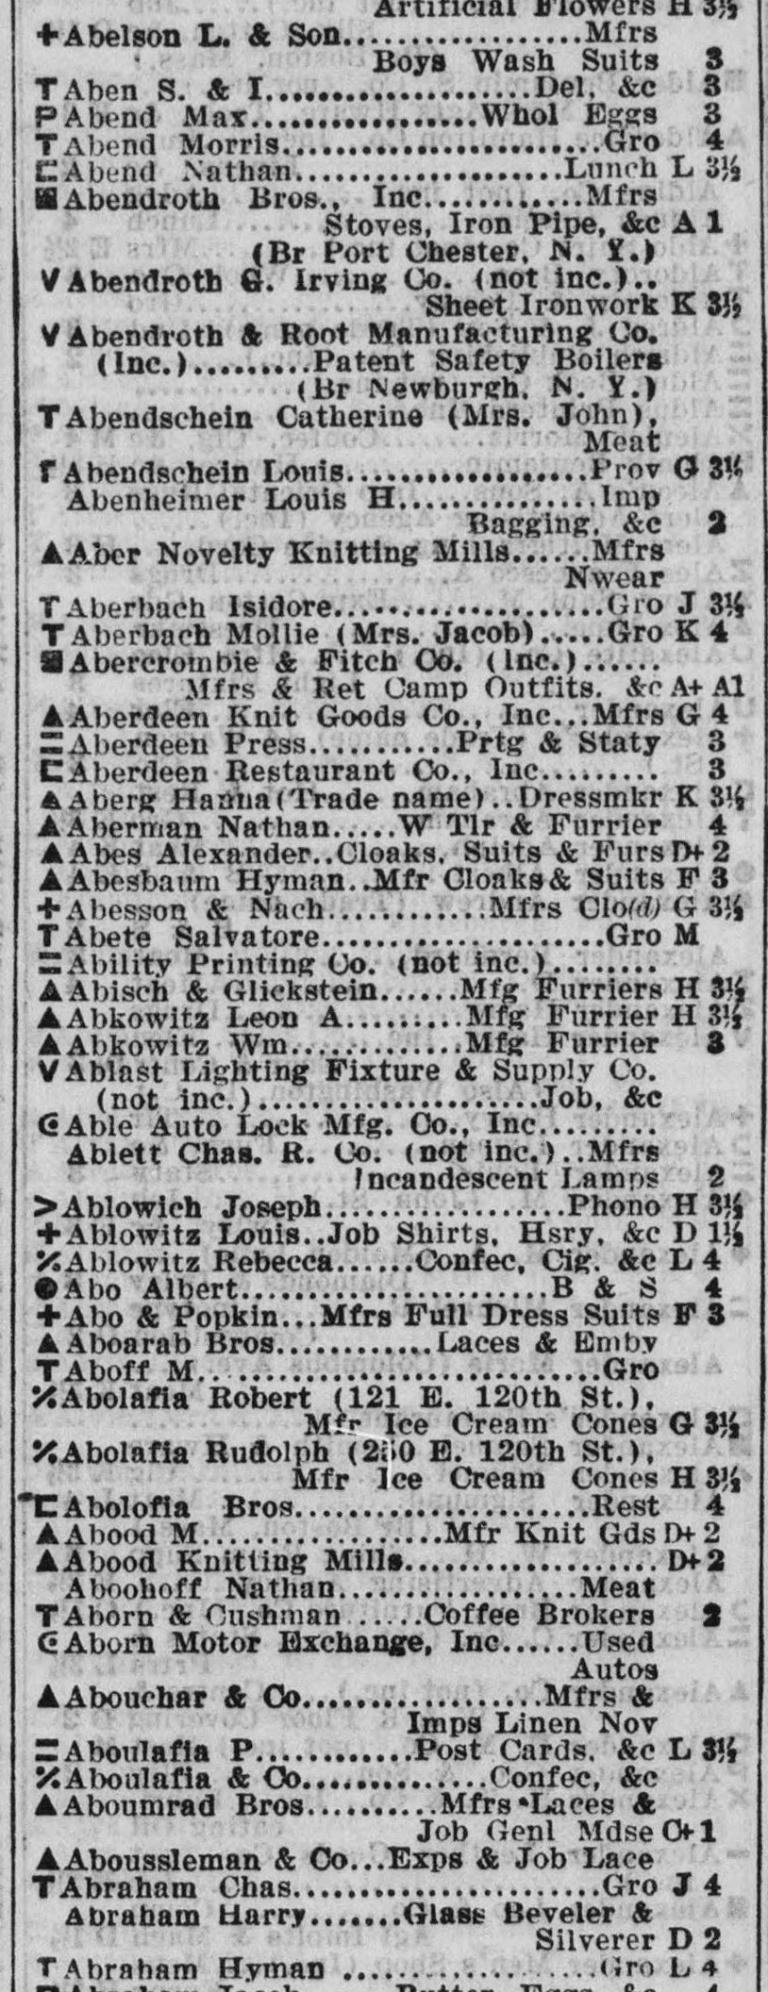 Artificial Flowers H 3½
+Abelson L. & Son..................Mfrs
Boys Wash Suits 3
T Aben S. & I......................Del, &c 3
P Abend Max..................Whol Eggs 3
T Abend Morris.........................Gro 4
⊏ Abend Nathan.....................Lunch L 3½
Abendroth Bros., Inc............Mfrs
Stoves, Iron Pipe, &c A 1
(Br Port Chester, N. Y.)
V Abendroth G. Irving Co. (not inc.)..
Sheet Ironwork K 3½
V Abendroth & Root Manufacturing Co.
(Inc.).........Patent Safety Boilers
(Br Newburgh, N. Y.)
T Abendschein Catherine (Mrs. John),
Meat
T Abendschein Louis..................Prov G 3½
Abenheimer Louis H...............Imp
Bagging, &c 2
▲ Aber Novelty Knitting Mills......Mfrs
Nwear
T Aberbach Isidore....................Gro J 3½
T Aberbach Mollie (Mrs. Jacob).....Gro K 4
Abercrombie & Fitch Co. (Inc.)......
Mfrs & Ret Camp Outfits, &c A+ A1
▲ Aberdeen Knit Goods Co., Inc...Mfrs G 4
= Aberdeen Press...........Prtg & Staty 3
⊏ Aberdeen Restaurant Co., Inc......... 3
▲ Aberg Hanna (Trade name)..Dressmkr K 3½
▲ Aberman Nathan.....W Tlr & Furrier 4
▲ Abes Alexander..Cloaks, Suits & Furs D+ 2
▲ Abesbaum Hyman..Mfr Cloaks & Suits F 3
+ Abesson & Nach............Mfrs Clo(d) G 3½
T Abete Salvatore......................Gro M
= Ability Printing Co. (not inc.)........
▲ Abisch & Glickstein......Mfg Furriers H 3½
▲ Abkowitz Leon A..........Mfg Furrier H 3½
▲ Abkowitz Wm..............Mfg Furrier 3
V Ablast Lighting Fixture & Supply Co.
(not inc.)......................Job, &c
Able Auto Lock Mfg. Co., Inc.........
Ablett Chas. R. Co. (not inc.)..Mfrs
Incandescent Lamps 2
> Ablowich Joseph...................Phono H 3½
+ Ablowitz Louis..Job Shirts, Hsry, &c D 1½
٪ Ablowitz Rebecca......Confec, Cig, &c L 4
● Abo Albert........................B & S 4
+ Abo & Popkin...Mfrs Full Dress Suits F 3
▲ Aboarab Bros............Laces & Emby
T Aboff M...............................Gro
٪ Abolafia Robert (121 E. 120th St.),
Mfr Ice Cream Cones G 3½
٪ Abolafia Rudolph (E. 120th St.),
Mfr Ice Cream Cones H 3½
⊏ Abolofia Bros.......................Rest 4
▲ Abood M..................Mfr Knit Gds D+ 2
▲ Abood Knitting Mills................... D+ 2
Aboohoff Nathan..................Meat
T Aborn & Cushman......Coffee Brokers 2
Aborn Motor Exchange, Inc......Used
Autos
▲ Abouchar & Co...................Mfrs &
Imps Linen Nov
= Aboulafia P............Post Cards, &c L 3½
٪ Aboulafia & Co..............Confec, &c
▲ Aboumrad Bros..........Mfrs Laces &
Job Genl Mdse C+ 1
▲ Aboussleman & Co...Exps & Job Lace
T Abraham Chas.......................Gro J 4
Abraham Harry.......Glass Beveler &
Silverer D 2
T Abraham Hyman ...................Gro L 4